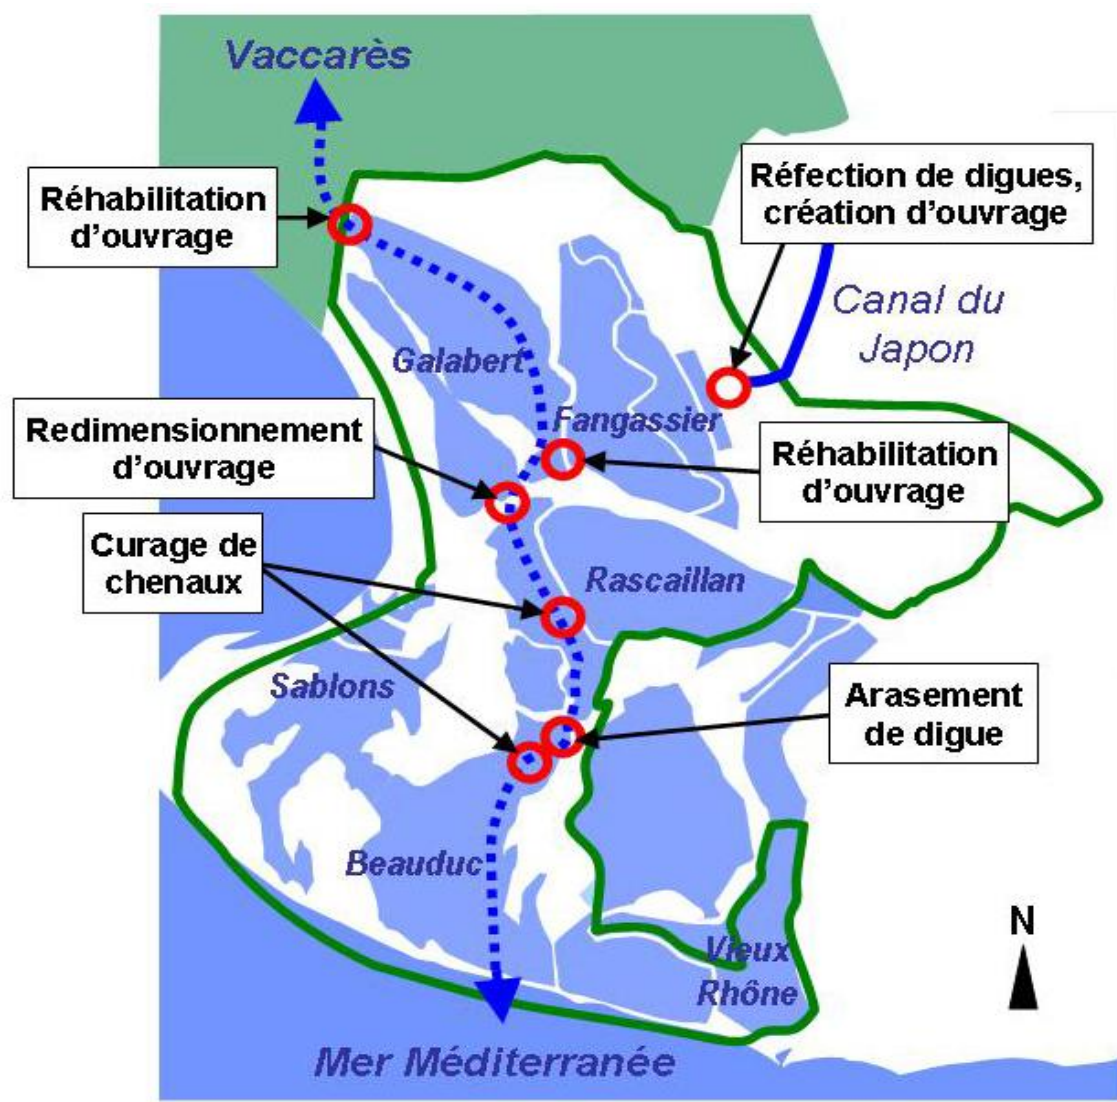 Vaccarès
Réhabilitation
d’ouvrage
Réfection de digues,
création d’ouvrage
Canal du
Japon
Galabert
Fangassier
Redimensionnement
d’ouvrage
Réhabilitation
d’ouvrage
Curage de
chenaux
Rascaillan
Sablons
Arasement
de digue
Beauduc
Vieux
Rhône
N
Mer Méditerranée